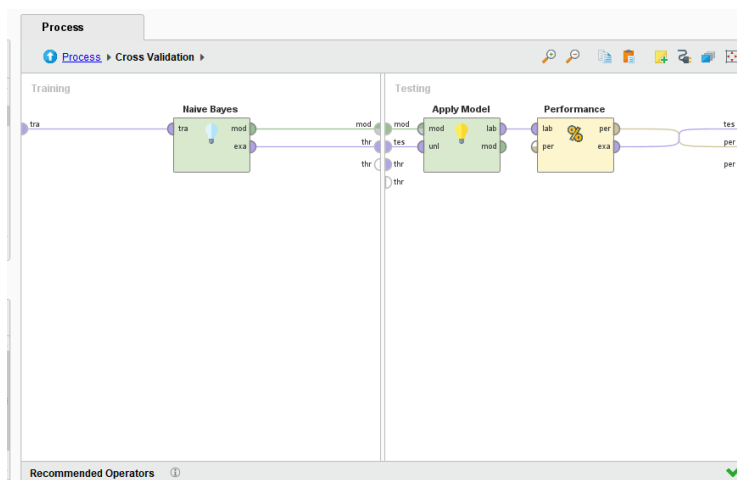 Process
Process Cross Validation
Training
Testing
Naive Bayes
Apply Model
Performance
tra
tra
mod
exa
mod
thr
thr
mod
tes
thr
thr
mod
unl
lab
mod
lab
per
per
exa
tes
per
per
Recommended Operators